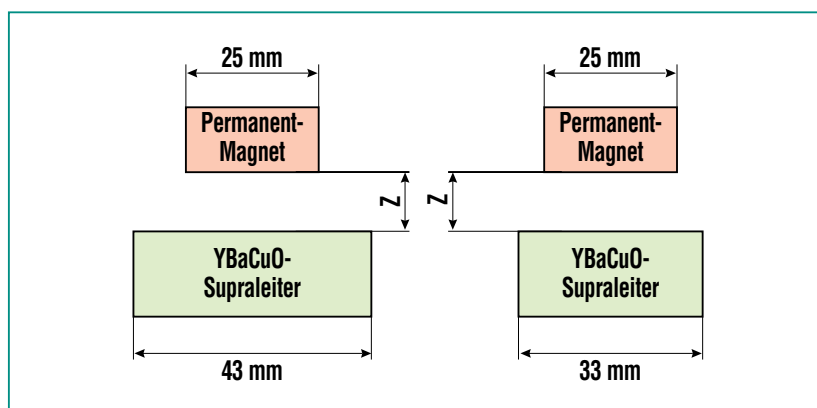 25 mm
25 mm
Permanent-
Magnet
Permanent-
Magnet
Z
Z
YBaCuO-
Supraleiter
YBaCuO-
Supraleiter
43 mm
33 mm